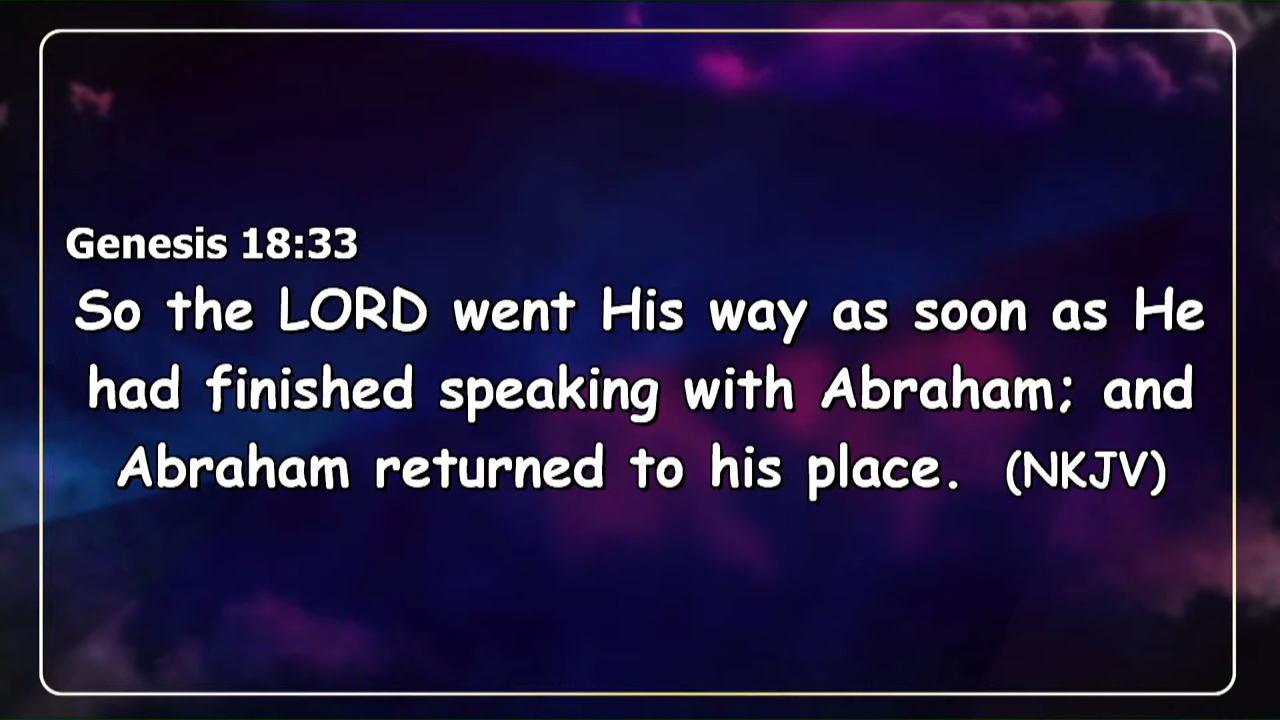 Genesis 18:33
So the LORD went His way as soon as He
had finished speaking with Abraham; and
Abraham returned to his place. (NKJV)